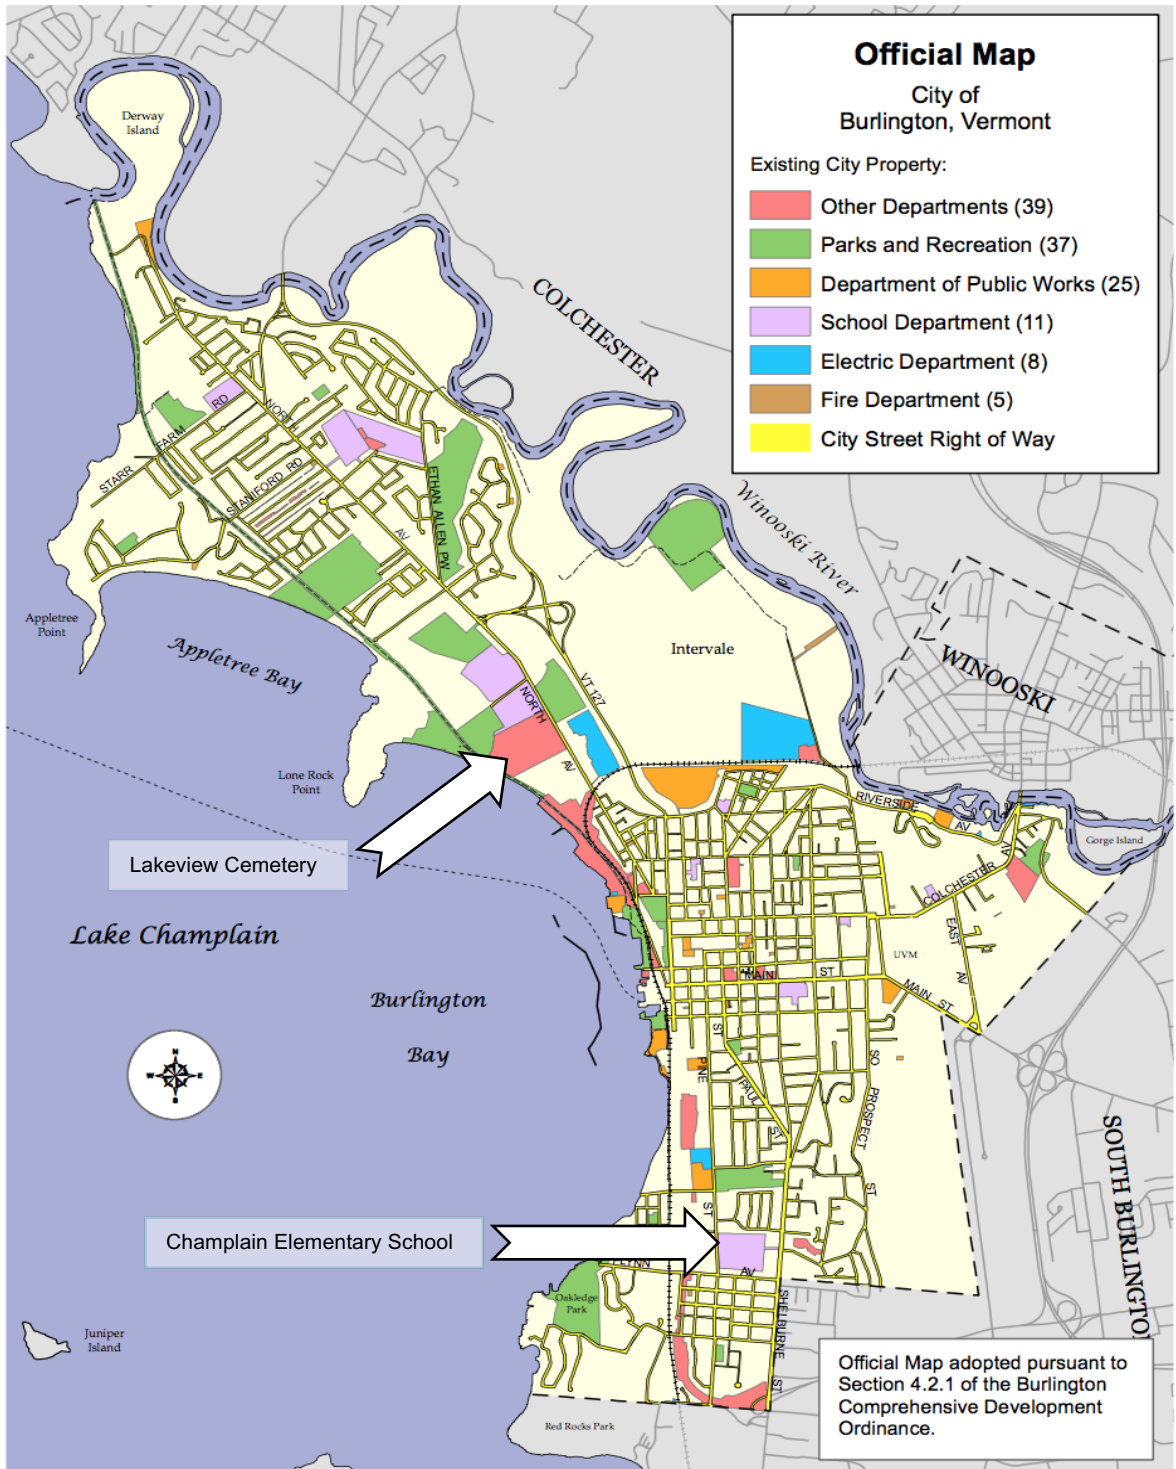 Official Map
City of
Burlington, Vermont
Existing City Property:
Other Departments (39)
Parks and Recreation (37)
Department of Public Works (25)
School Department (11)
Electric Department (8)
Fire Department (5)
City Street Right of Way
Derway
Island
COLCHESTER
RD
NORTH
FARM
STARR
STANIFORD RD
ETHAN ALLEN PW
AV
Winooski River
Appletree
Point
Appletree Bay
Intervale
WINOOSKI
VT 127
NORTH
AV
Lone Rock
Point
RIVERSIDE
AV
AV
Gorge Island
Lakeview Cemetery
COLCHESTER
Lake Champlain
EAST
AV
UVM
MAIN
ST
MAIN ST
Burlington
Bay
N
W
E
S
ST
PINE
PAUL
ST
SO
PROSPECT
ST
SOUTH BURLINGTON
ST
Champlain Elementary School
FLYNN
AV
Oakledge
Park
SHELBURNE
ST
Juniper
Island
Red Rocks Park
Official Map adopted pursuant to
Section 4.2.1 of the Burlington
Comprehensive Development
Ordinance.